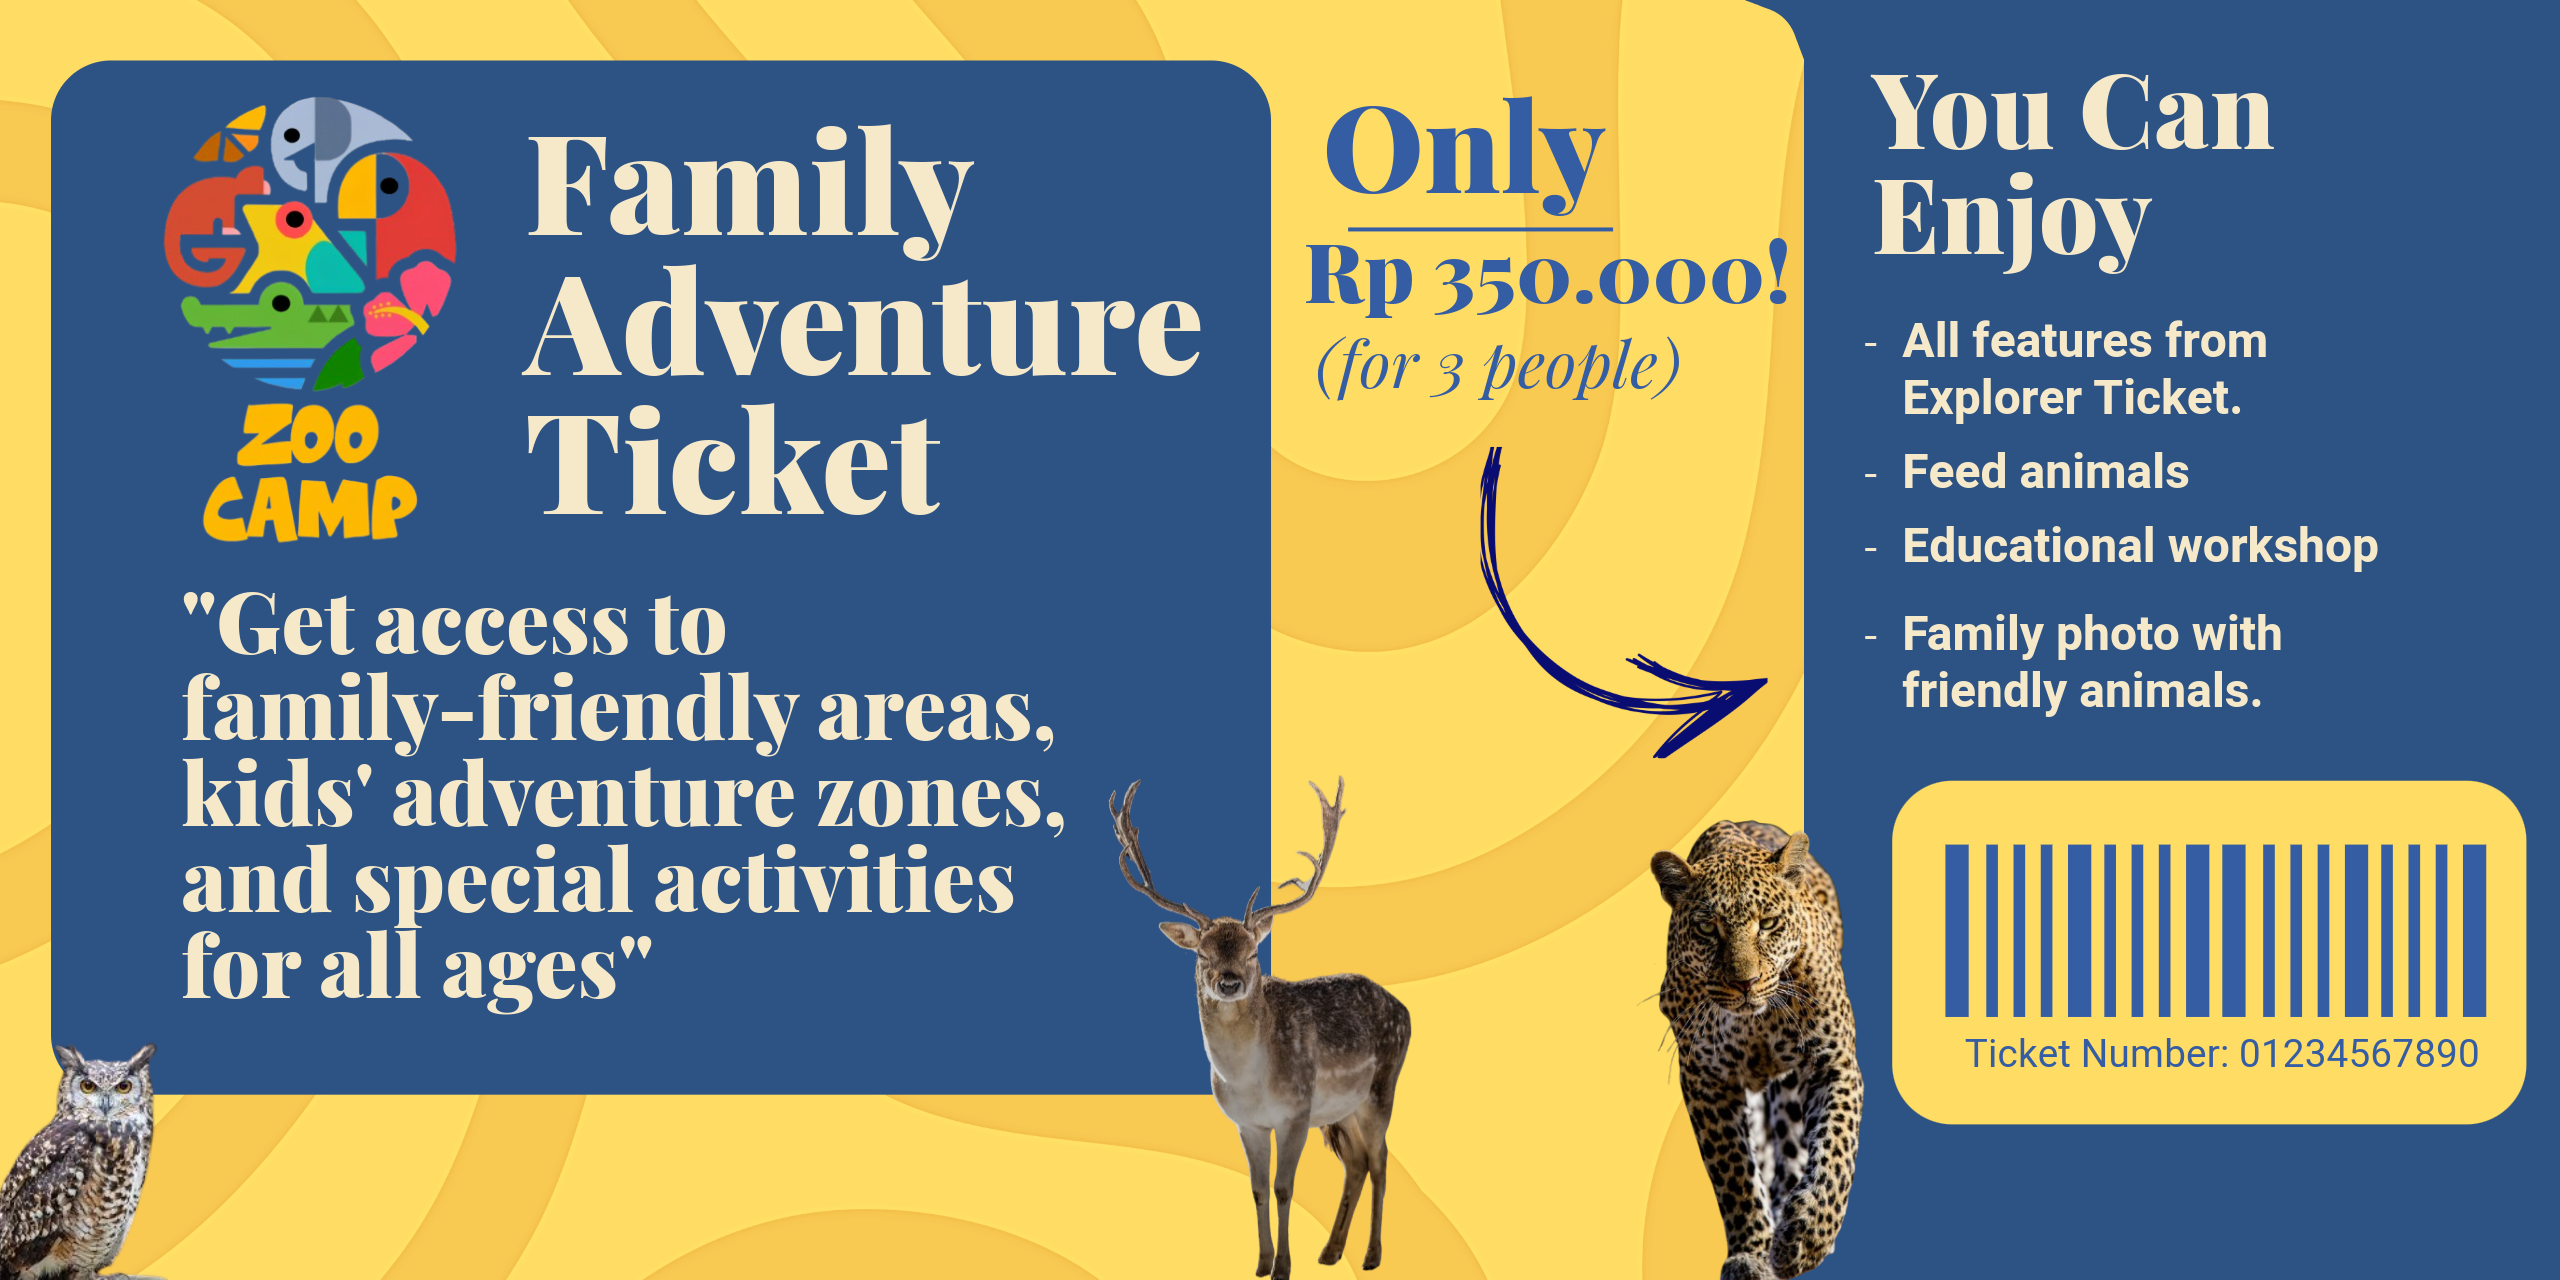 ZOO
CAMP
Family
Adventure
Ticket
"Get access to
family-friendly areas,
kids' adventure zones,
and special activities
for all ages"
Only
Rp 350.000!
(for 3 people)
You Can
Enjoy
- All features from
Explorer Ticket.
- Feed animals
- Educational workshop
- Family photo with
friendly animals.
Ticket Number: 01234567890